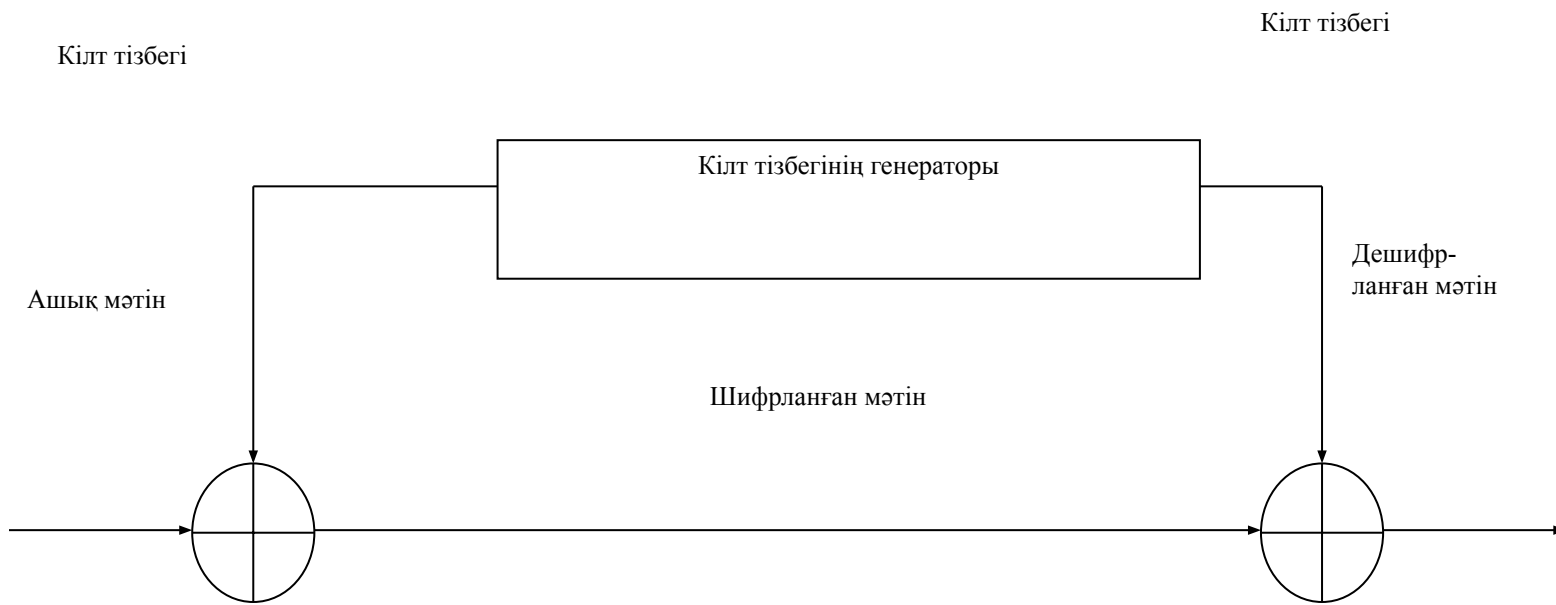 Кілт тізбегі
Кілт тізбегі
Кілт тізбегінің генераторы
Дешифр-
ланған мәтін
Ашық мәтін
Шифрланған мәтін